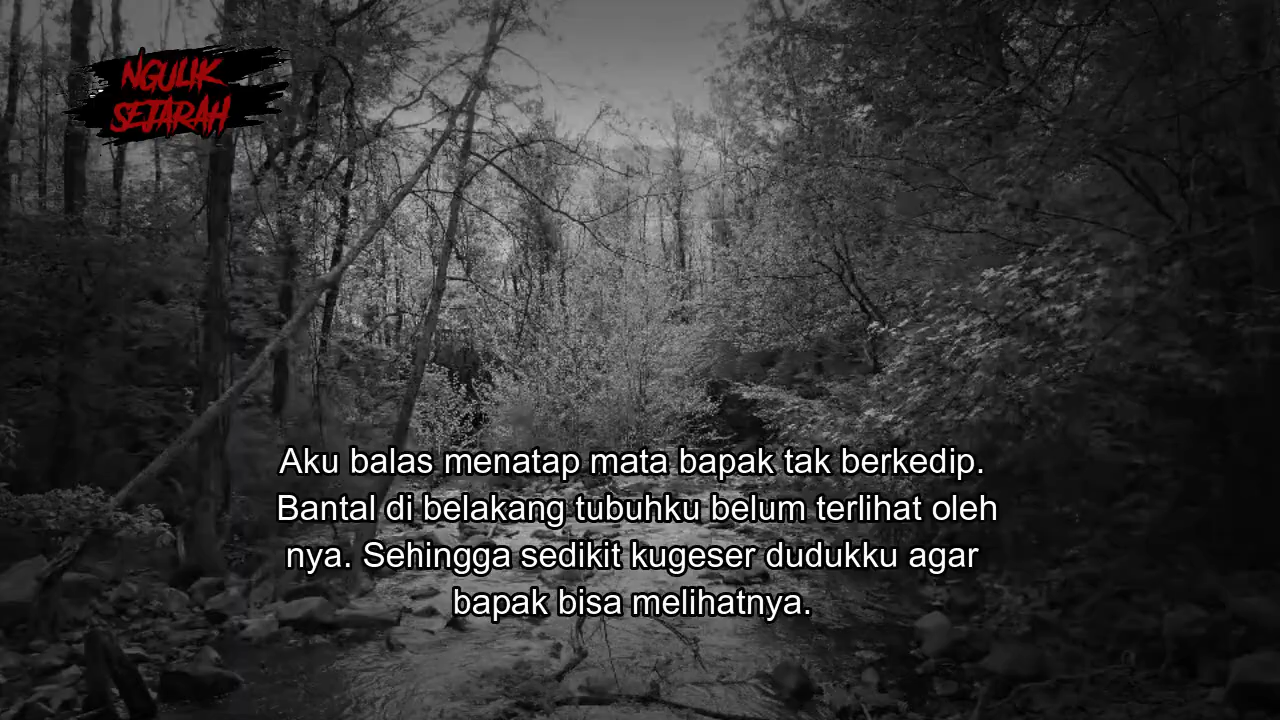 NGULIK
SEJARAH
Aku balas menatap mata bapak tak berkedip.
Bantal di belakang tubuhku belum terlihat oleh
nya. Sehingga sedikit kugeser dudukku agar
bapak bisa melihatnya.